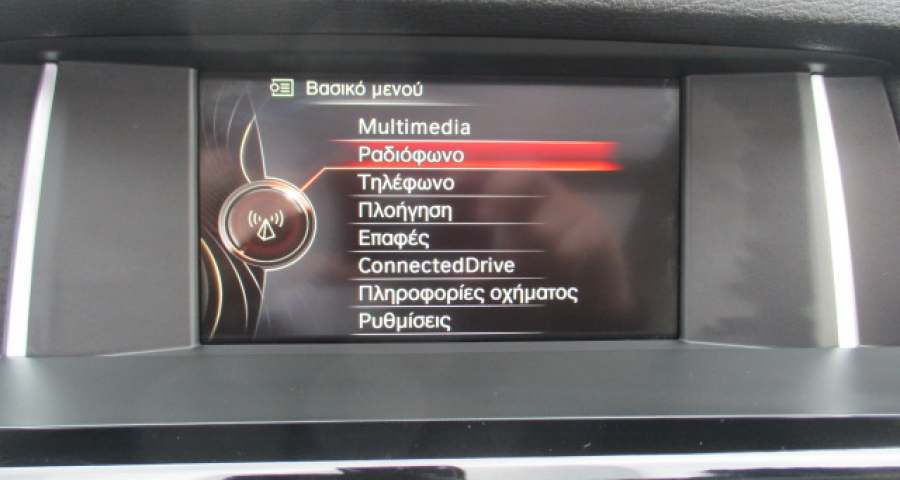 Βασικό μενού
Multimedia
Ραδιόφωνο
Τηλέφωνο
Πλοήγηση
Επαφές
ConnectedDrive
Πληροφορίες οχήματος
Ρυθμίσεις